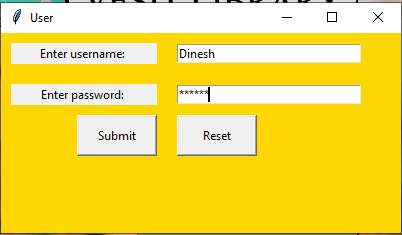 User
Enter username: Dinesh
Enter password: ******
Submit Reset